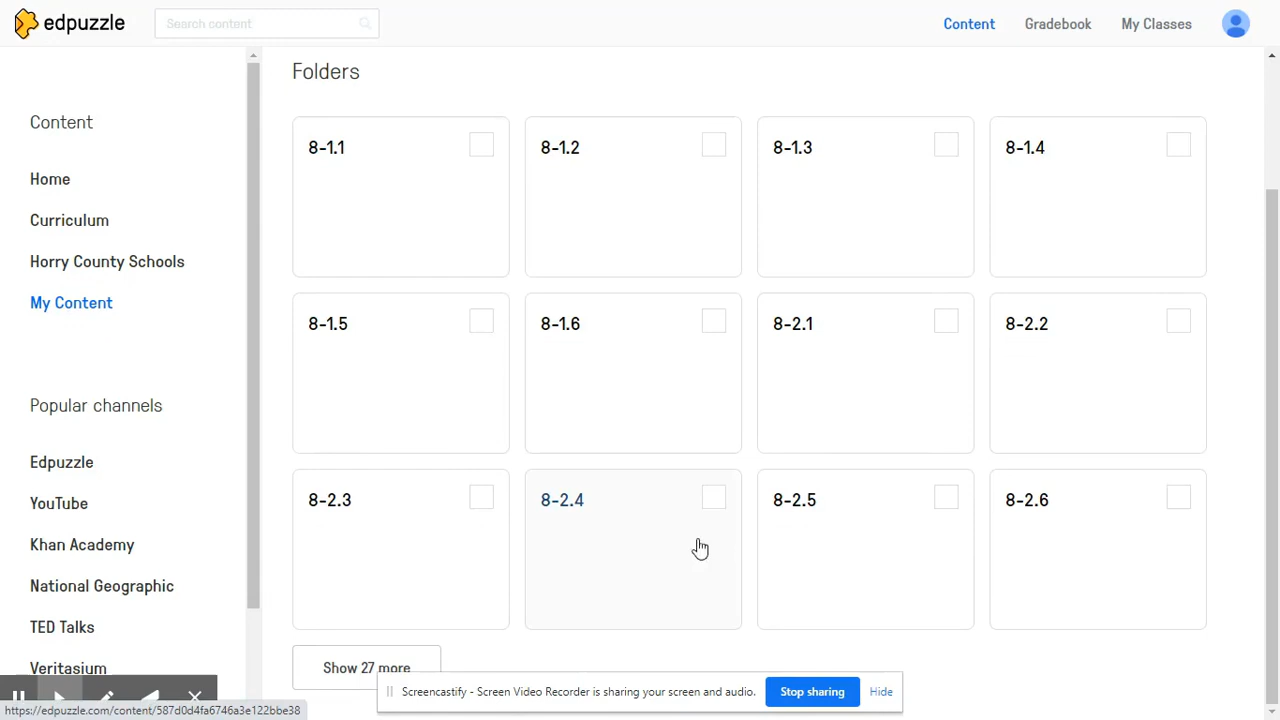 edpuzzle
Search content
Content
Gradebook
My Classes
Content
Home
Curriculum
Horry County Schools
My Content
Popular channels
Edpuzzle
YouTube
Khan Academy
National Geographic
TED Talks
Veritasium
Folders
8-1.1
8-1.2
8-1.3
8-1.4
8-1.5
8-1.6
8-2.1
8-2.2
8-2.3
8-2.4
8-2.5
8-2.6
Show 27 more
Screencastify - Screen Video Recorder is sharing your screen and audio.
Stop sharing
Hide
https://edpuzzle.com/content/587d0d4fa6746a3e122bbe38